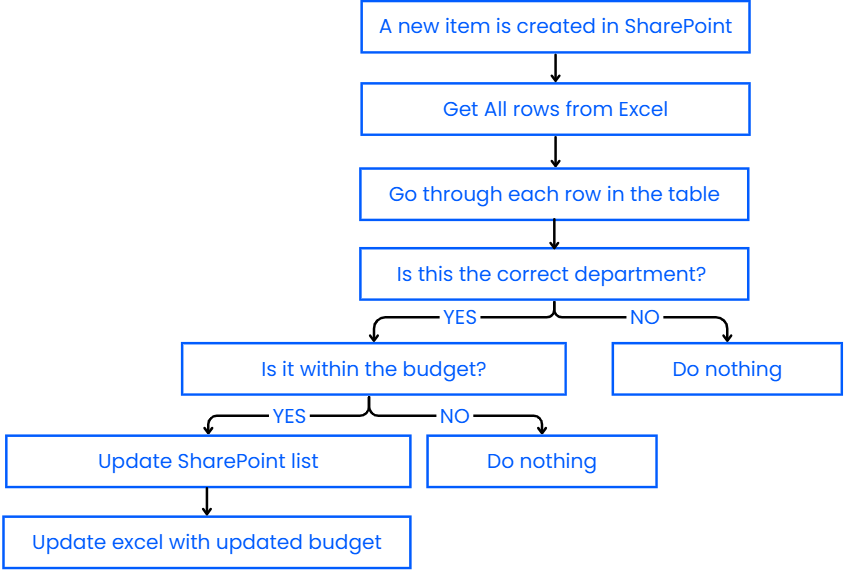 A new item is created in SharePoint
Get All rows from Excel
Go through each row in the table
Is this the correct department?
YES
NO
Is it within the budget?
Do nothing
YES
NO
Update SharePoint list
Do nothing
Update excel with updated budget